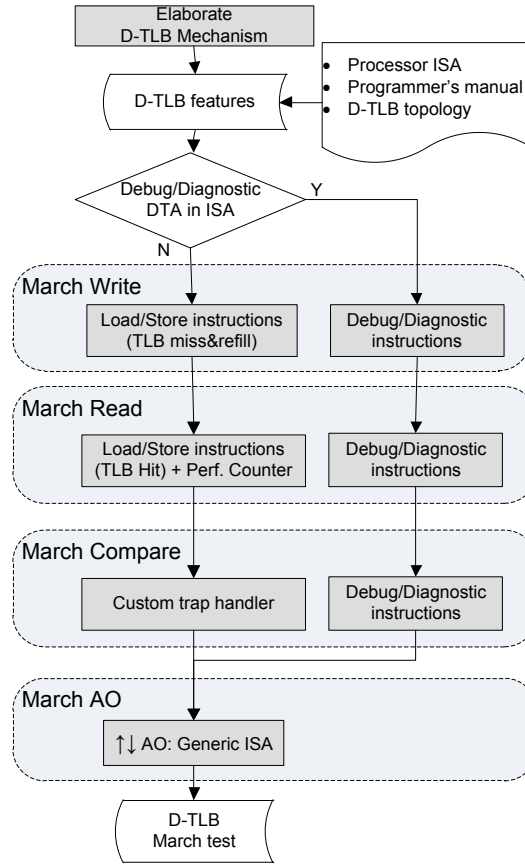 Elaborate
D-TLB Mechanism
• Processor ISA
• Programmer's manual
• D-TLB topology
D-TLB features
Debug/Diagnostic
DTA in ISA
Y
N
March Write
Load/Store instructions
(TLB miss&refill)
Debug/Diagnostic
instructions
March Read
Load/Store instructions
(TLB Hit) + Perf. Counter
Debug/Diagnostic
instructions
March Compare
Custom trap handler
Debug/Diagnostic
instructions
March AO
↑↓ AO: Generic ISA
D-TLB
March test